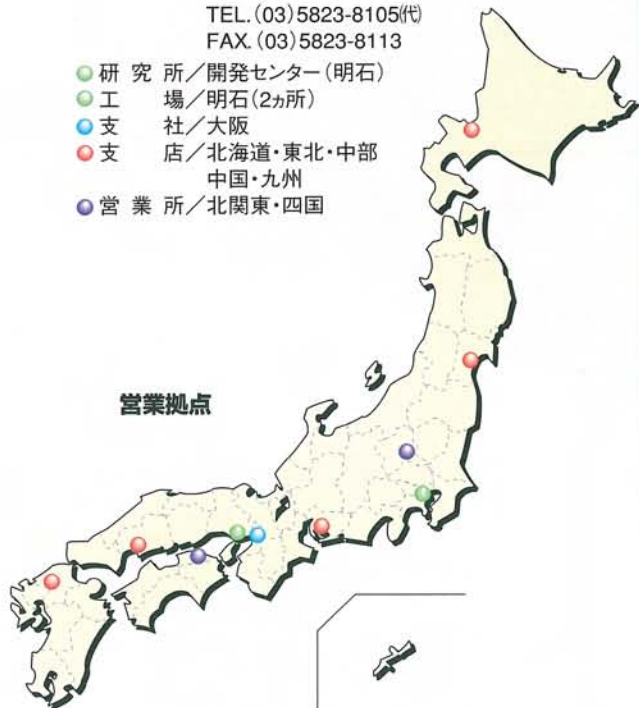 TEL.(03)5823-8105㈹
FAX.(03)5823-8113
研究所／開発センター(明石)
工場／明石(2ヵ所)
支社／大阪
支店／北海道・東北・中部
中国・九州
営業所／北関東・四国
営業拠点